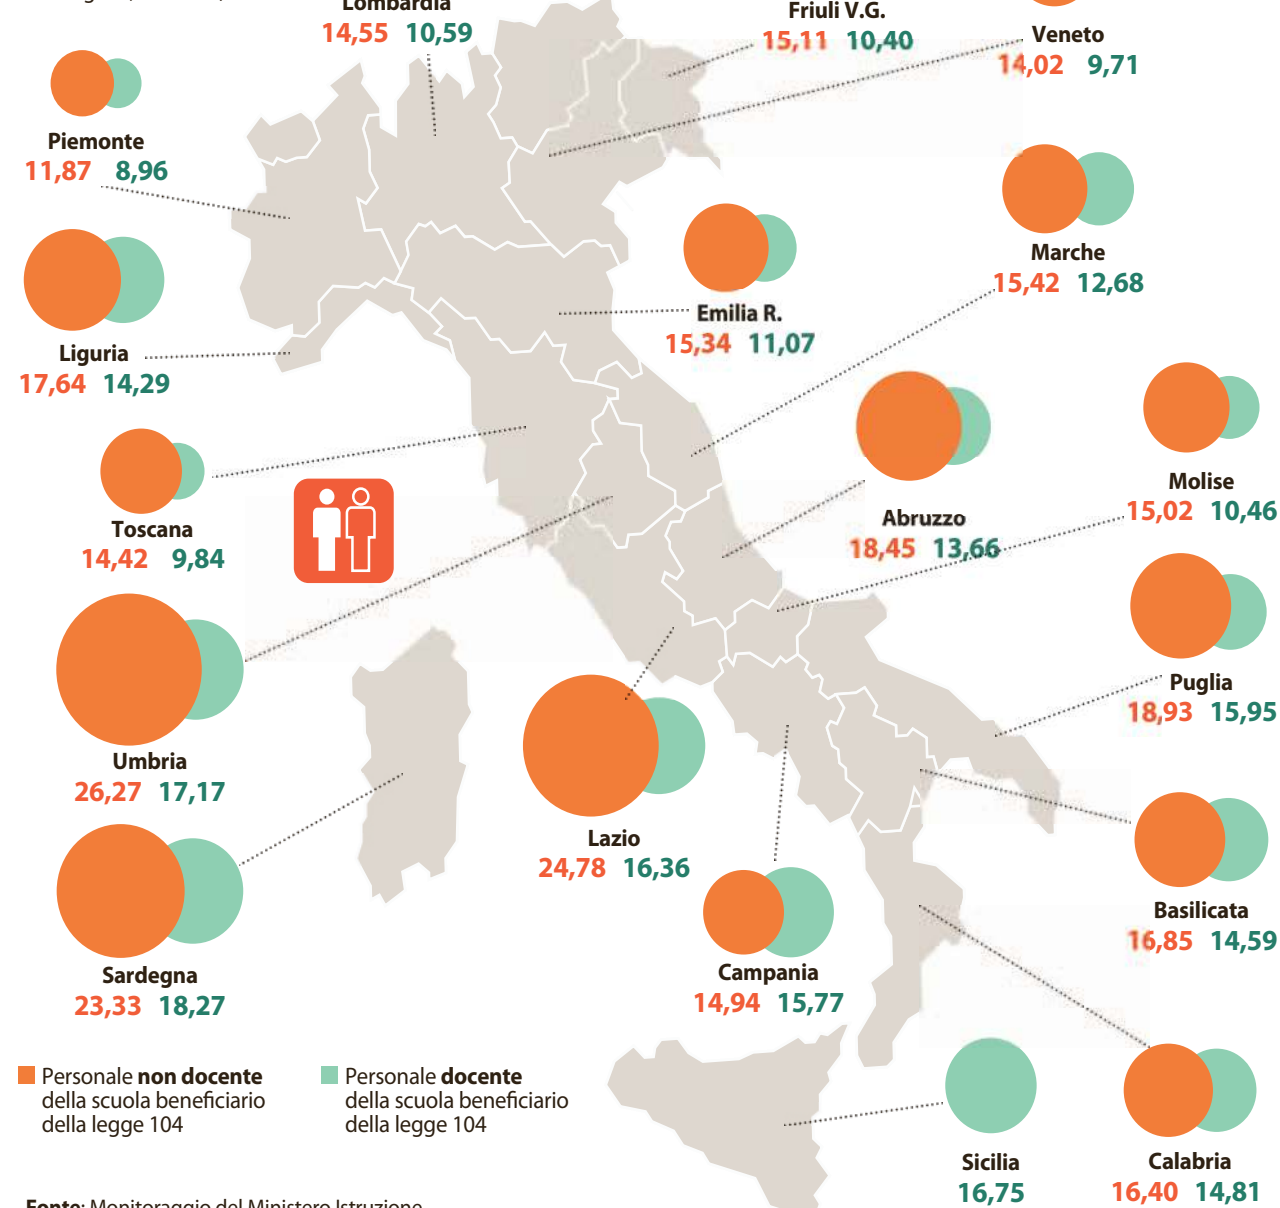 Lombardia
14,55 10,59
Friuli V.G.
15,11 10,40
Veneto
14,02 9,71
Piemonte
11,87 8,96
Marche
15,42 12,68
Emilia R.
15,34 11,07
Liguria
17,64 14,29
Molise
15,02 10,46
Abruzzo
18,45 13,66
Toscana
14,42 9,84
Puglia
18,93 15,95
Umbria
26,27 17,17
Lazio
24,78 16,36
Basilicata
16,85 14,59
Sardegna
23,33 18,27
Campania
14,94 15,77
Personale non docente
della scuola beneficiario
della legge 104
Personale docente
della scuola beneficiario
della legge 104
Sicilia
16,75
Calabria
16,40 14,81
Fonte: Monitoraggio del Ministero Istruzione